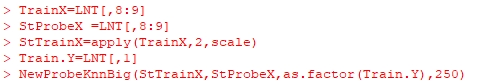 > TrainX=LNT[,8:9]
> StProbeX =LNT[,8:9]
> StTrainX=apply(TrainX,2,scale)
> Train.Y=LNT[,1]
> NewProbeKnnBig(StTrainX,StProbeX,as.factor(Train.Y),250)